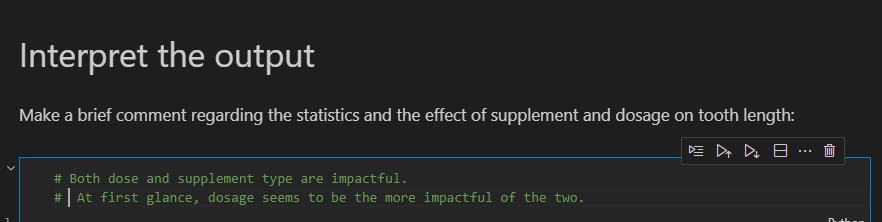 Interpret the output
Make a brief comment regarding the statistics and the effect of supplement and dosage on tooth length:
# Both dose and supplement type are impactful.
# At first glance, dosage seems to be the more impactful of the two.
Python